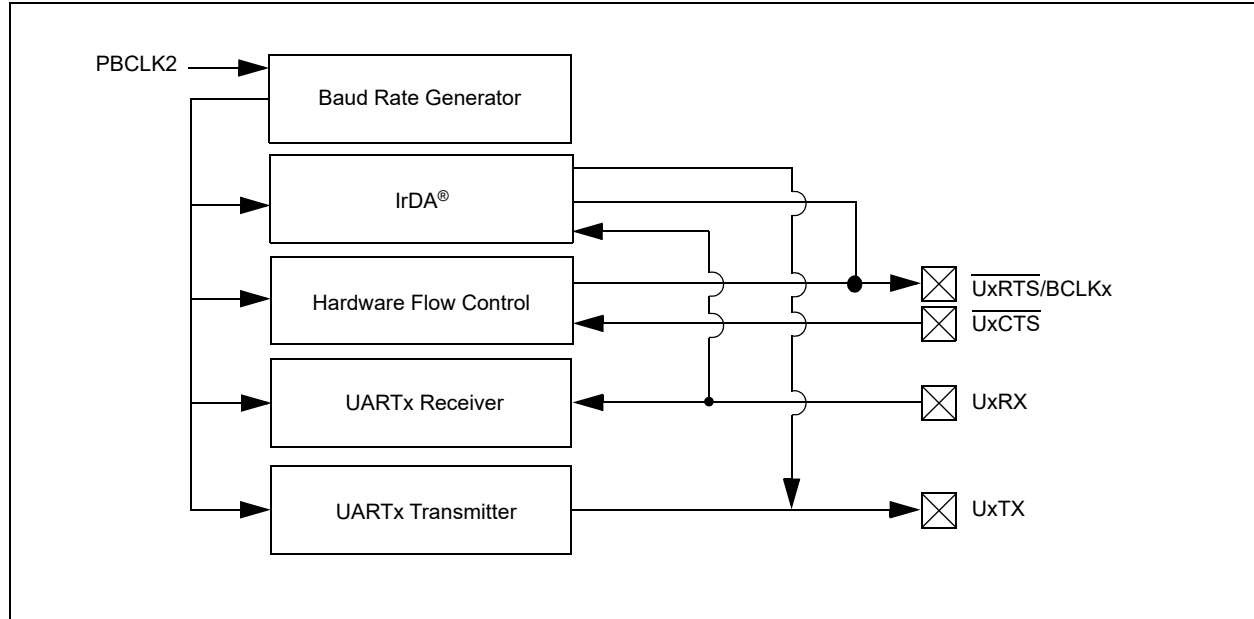 PBCLK2
Baud Rate Generator
IrDA®
Hardware Flow Control
UxRTS/BCLKx
UxCTS
UARTx Receiver
UxRX
UARTx Transmitter
UxTX